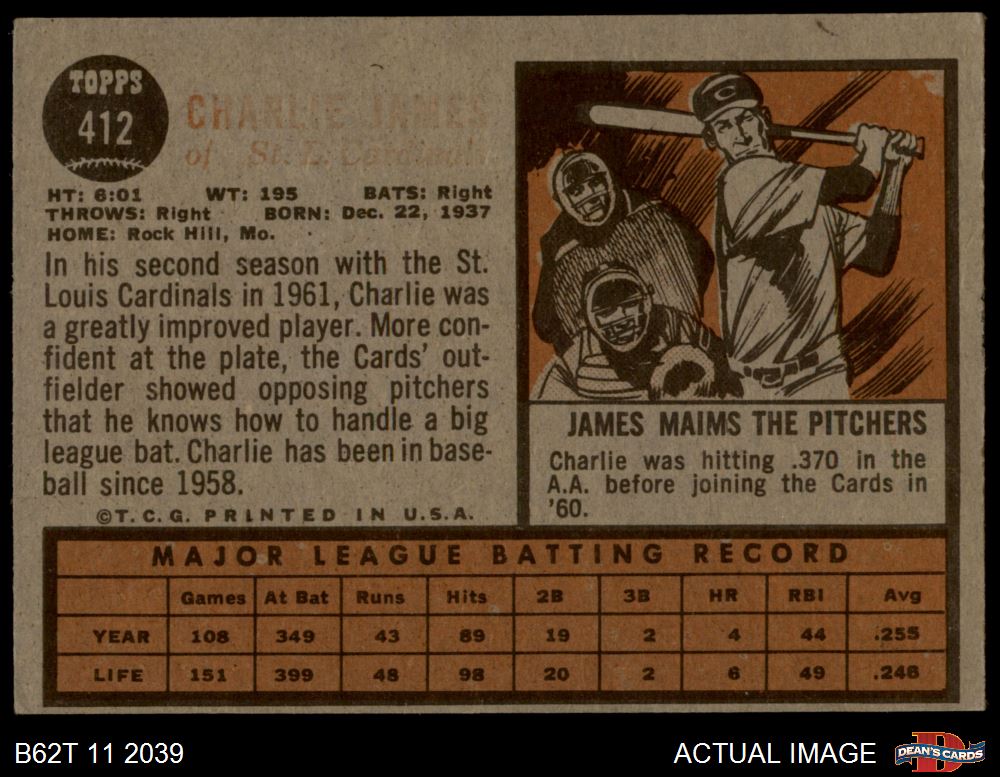 TOPPS
412
CHARLIE JAMES
of St. L. Cardinals
HT: 6:01 WT: 195 BATS: Right
THROWS: Right BORN: Dec. 22, 1937
HOME: Rock Hill, Mo.
In his second season with the St.
Louis Cardinals in 1961, Charlie was
a greatly improved player. More con-
fident at the plate, the Cards' out-
fielder showed opposing pitchers
that he knows how to handle a big
league bat. Charlie has been in base-
ball since 1958.
©T. C. G. PRINTED IN U.S.A.
C
JAMES MAIMS THE PITCHERS
Charlie was hitting .370 in the
A.A. before joining the Cards in
'60.
MAJOR LEAGUE BATTING RECORD
Games At Bat Runs Hits 2B 3B HR RBI Avg
YEAR 108 349 43 89 19 2 4 44 .255
LIFE 151 399 48 98 20 2 6 49 .246
B62T 11 2039
ACTUAL IMAGE
D
DEAN'S CARDS